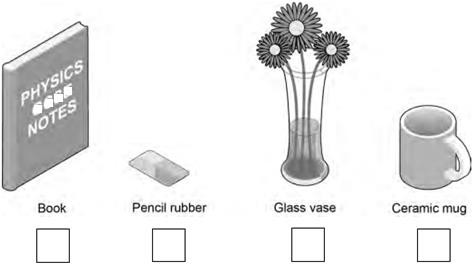 PHYSICS
NOTES
Book
Pencil rubber
Glass vase
Ceramic mug